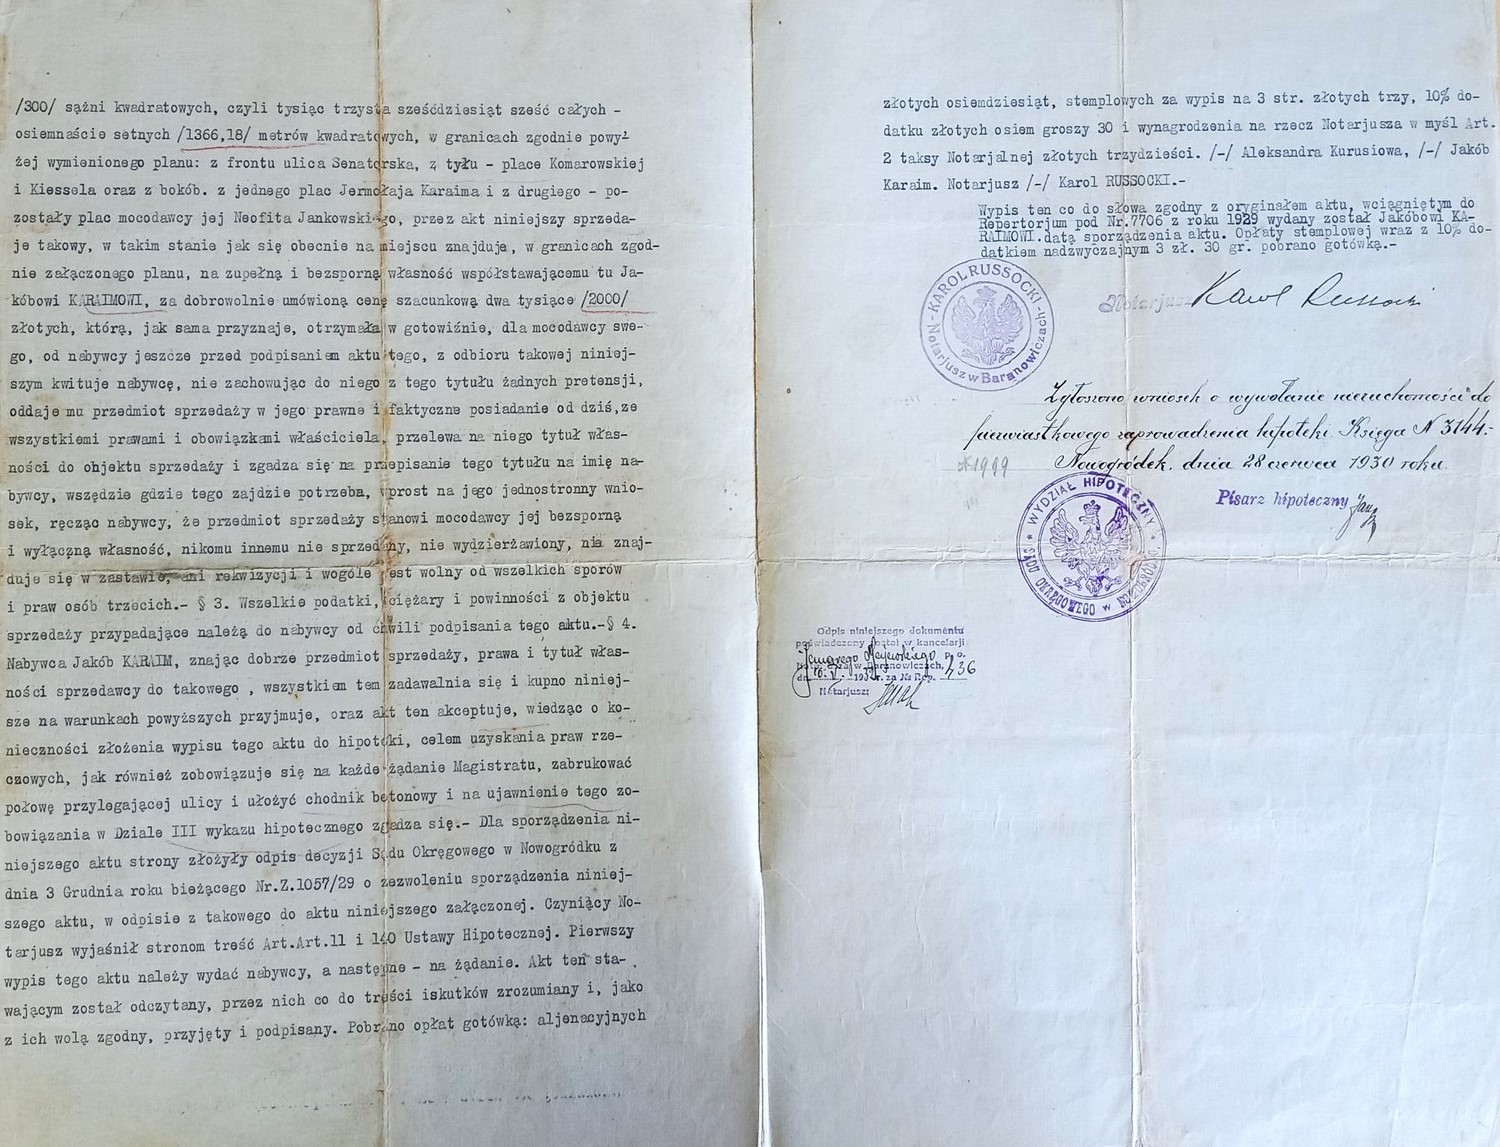 /300/ sążni kwadratowych, czyli tysiąc trzysta sześćdziesiąt sześć całych -
osiemnaście setnych /1366,18/ metrów kwadratowych, w granicach zgodnie powy-
żej wymienionego planu: z frontu ulica Senatorska, z tyłu - place Komarowskiej
i Kiessela oraz z bokób. z jednego plac Jermołaja Karaima i z drugiego - po-
zostały plac mocodawcy jej Neofita Jankowskiego, przez akt niniejszy sprzeda-
je takowy, w takim stanie jak się obecnie na miejscu znajduje, w granicach zgod-
nie załączonego planu, na zupełną i bezsporną własność współstawającemu tu Ja-
kóbowi KARAIMOWI, za dobrowolnie umówioną cenę szacunkową dwa tysiące /2000/
złotych, którą, jak sama przyznaje, otrzymała w gotowiźnie, dla mocodawcy swe-
go, od nabywcy jeszcze przed podpisaniem aktu tego, z odbioru takowej niniej-
szym kwituje nabywcę, nie zachowując do niego z tego tytułu żadnych pretensji,
oddaje mu przedmiot sprzedaży w jego prawne i faktyczne posiadanie od dziś,ze
wszystkiemi prawami i obowiązkami właściciela, przelewa na niego tytuł włas-
ności do objektu sprzedaży i zgadza się na przepisanie tego tytułu na imię na-
bywcy, wszędzie gdzie tego zajdzie potrzeba, wprost na jego jednostronny wnio-
sek, ręcząc nabywcy, że przedmiot sprzedaży stanowi mocodawcy jej bezsporną
i wyłączną własność, nikomu innemu nie sprzedany, nie wydzierżawiony, nie znaj-
duje się w zastawie, ani rekwizycji i wogóle jest wolny od wszelkich sporów
i praw osób trzecich.- § 3. Wszelkie podatki, ciężary i powinności z objektu
sprzedaży przypadające należą do nabywcy od chwili podpisania tego aktu.-§ 4.
Nabywca Jakób KARAIM, znając dobrze przedmiot sprzedaży, prawa i tytuł włas-
ności sprzedawcy do takowego , wszystkiem tem zadawalnia się i kupno niniej-
sze na warunkach powyższych przyjmuje, oraz akt ten akceptuje, wiedząc o ko-
nieczności złożenia wypisu tego aktu do hipoteki, celem uzyskania praw rze-
czowych, jak również zobowiązuje się na każde żądanie Magistratu, zabrukować
połowę przylegającej ulicy i ułożyć chodnik betonowy i na ujawnienie tego zo-
bowiązania w Dziale III wykazu hipotecznego zgadza się.- Dla sporządzenia ni-
niejszego aktu strony złożyły odpis decyzji Sądu Okręgowego w Nowogródku z
dnia 3 Grudnia roku bieżącego Nr.Z.1057/29 o zezwoleniu sporządzenia niniej-
szego aktu, w odpisie z takowego do aktu niniejszego załączonej. Czyniący No-
tarjusz wyjaśnił stronom treść Art.Art.11 i 140 Ustawy Hipotecznej. Pierwszy
wypis tego aktu należy wydać nabywcy, a następne - na żądanie. Akt ten sta-
wającym został odczytany, przez nich co do treści iskutków zrozumiany i, jako
z ich wolą zgodny, przyjęty i podpisany. Pobrano opłat gotówką: aljenacyjnych
złotych osiemdziesiąt, stemplowych za wypis na 3 str. złotych trzy, 10% do-
datku złotych osiem groszy 30 i wynagrodzenia na rzecz Notarjusza w myśl Art.
2 taksy Notarjalnej złotych trzydzieści. /-/ Aleksandra Kurusiowa, /-/ Jakób
Karaim. Notarjusz /-/ Karol RUSSOCKI.-
Wypis ten co do słowa zgodny z oryginałem aktu, wciągniętym do
Repertorjum pod Nr.7706 z roku 1929 wydany został Jakóbowi KA-
RAIMOWI.datą sporządzenia aktu. Opłaty stemplowej wraz z 10% do-
datkiem nadzwyczajnym 3 zł. 30 gr. pobrano gotówką.-
KAROL RUSSOCKI - Notarjusz w Baranowiczach -
Notarjusz Karol Russocki
Zgłoszono wniosek o wywołanie nieruchomości do
pierwiastkowego zaprowadzenia hipoteki. Księga N 3144.-
Nowogródek, dnia 28 czerwca 1930 roku.
N 1999
WYDZIAŁ HIPOTECZNY SĄDU OKRĘGOWEGO w NOWOGRÓDKU
Pisarz hipoteczny
Odpis niniejszego dokumentu
poświadczony został w kancelarji
p. o.
Notarjusza w Baranowiczach,
dn. 193 r. za No Rep. 436
Notarjusz: